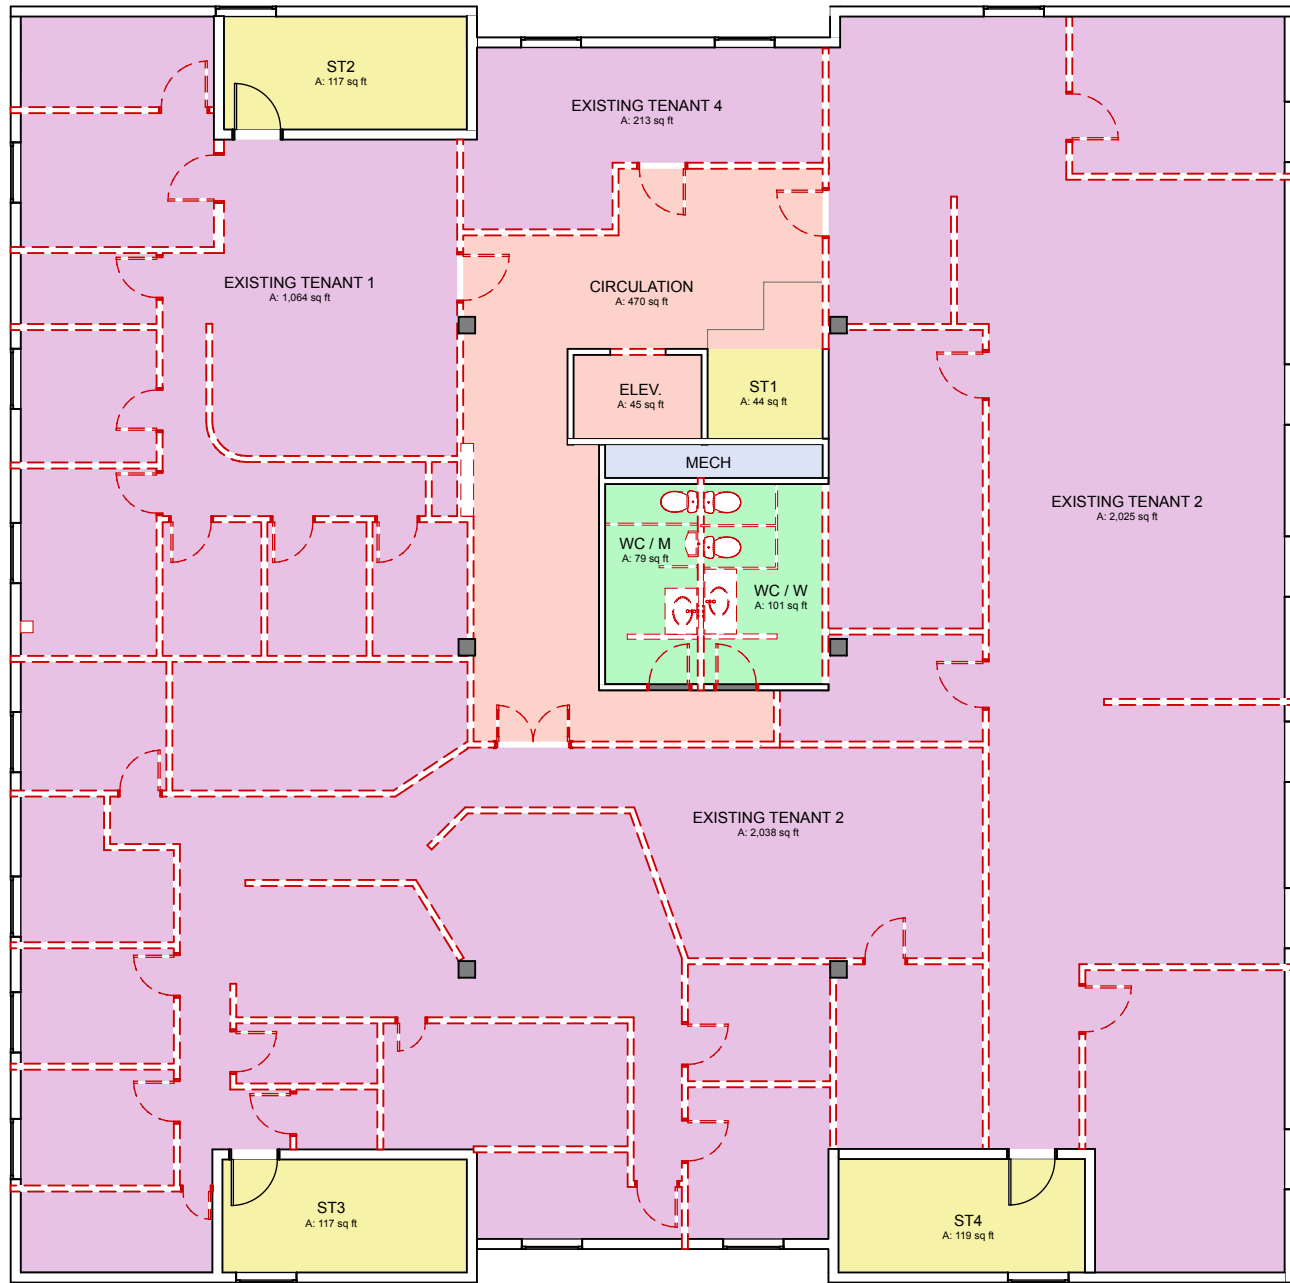 ST2
A: 117 sq ft
EXISTING TENANT 4
A: 213 sq ft
EXISTING TENANT 1
A: 1,064 sq ft
CIRCULATION
A: 470 sq ft
ELEV.
A: 45 sq ft
ST1
A: 44 sq ft
MECH
EXISTING TENANT 2
A: 2,025 sq ft
WC / M
A: 79 sq ft
WC / W
A: 101 sq ft
EXISTING TENANT 2
A: 2,038 sq ft
ST3
A: 117 sq ft
ST4
A: 119 sq ft